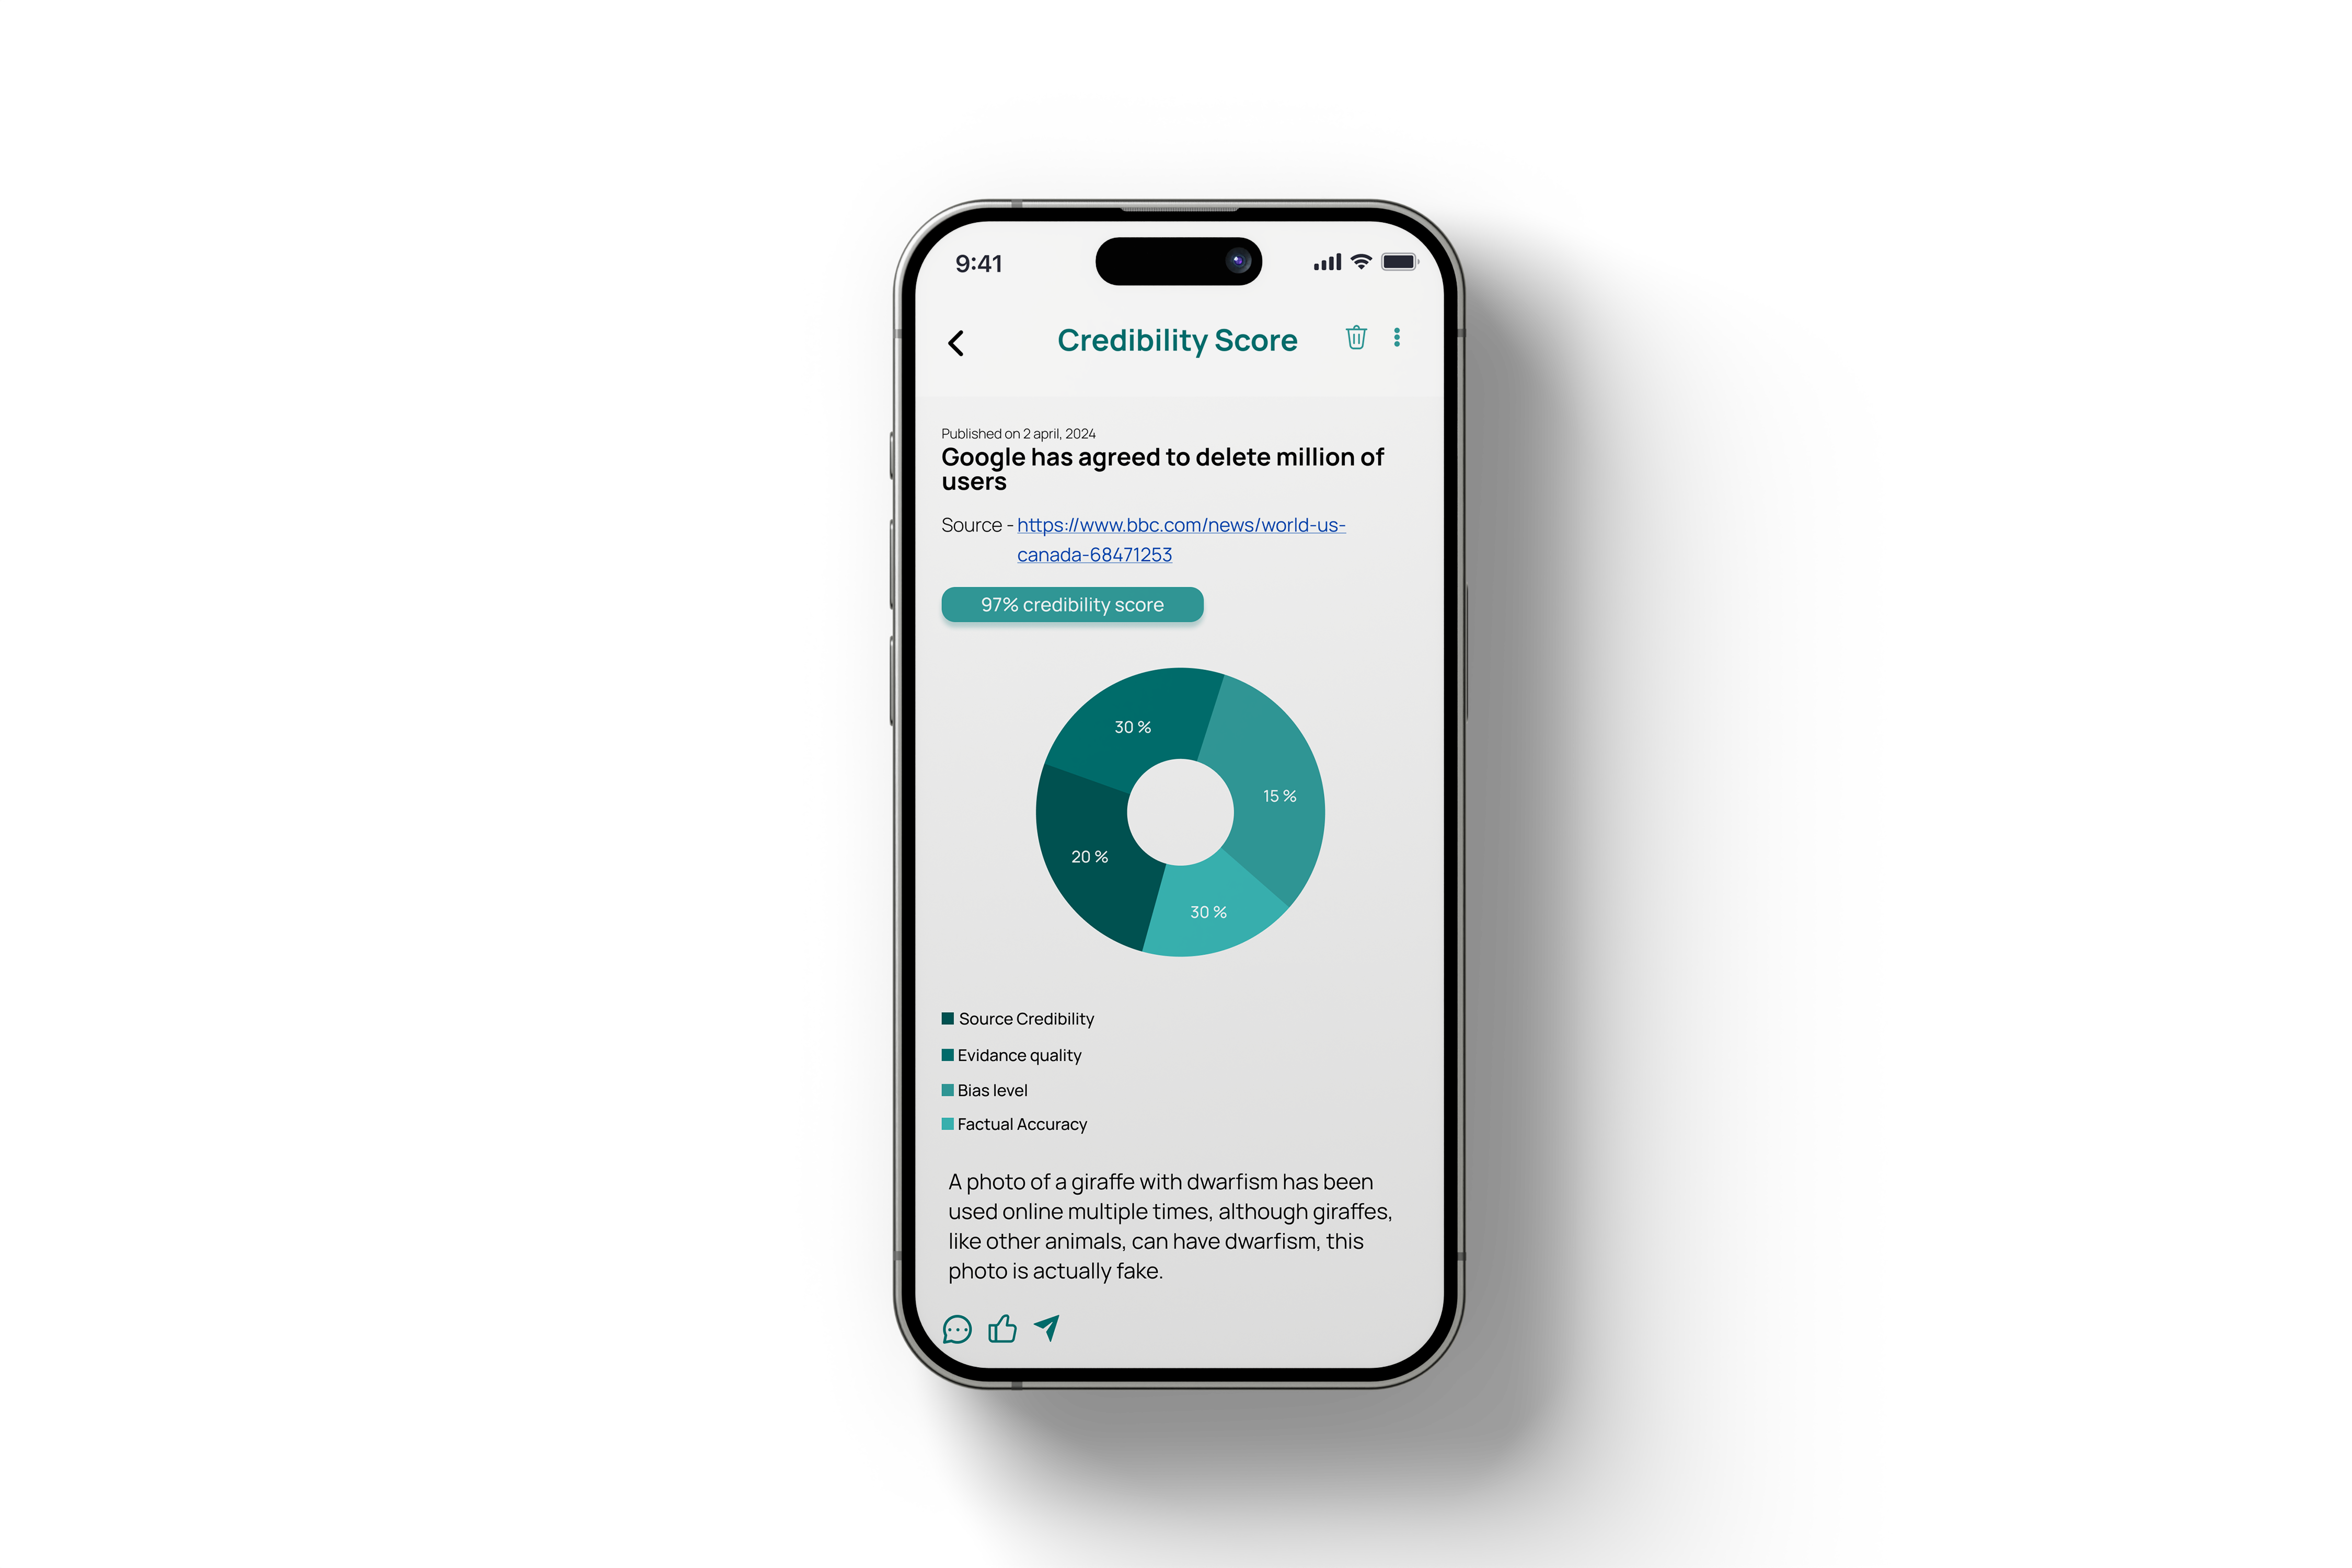 9:41
Credibility Score
Published on 2 april, 2024
Google has agreed to delete million of
users
Source - https://www.bbc.com/news/world-us-
canada-68471253
97% credibility score
30 %
15 %
20 %
30 %
Source Credibility
Evidance quality
Bias level
Factual Accuracy
A photo of a giraffe with dwarfism has been
used online multiple times, although giraffes,
like other animals, can have dwarfism, this
photo is actually fake.